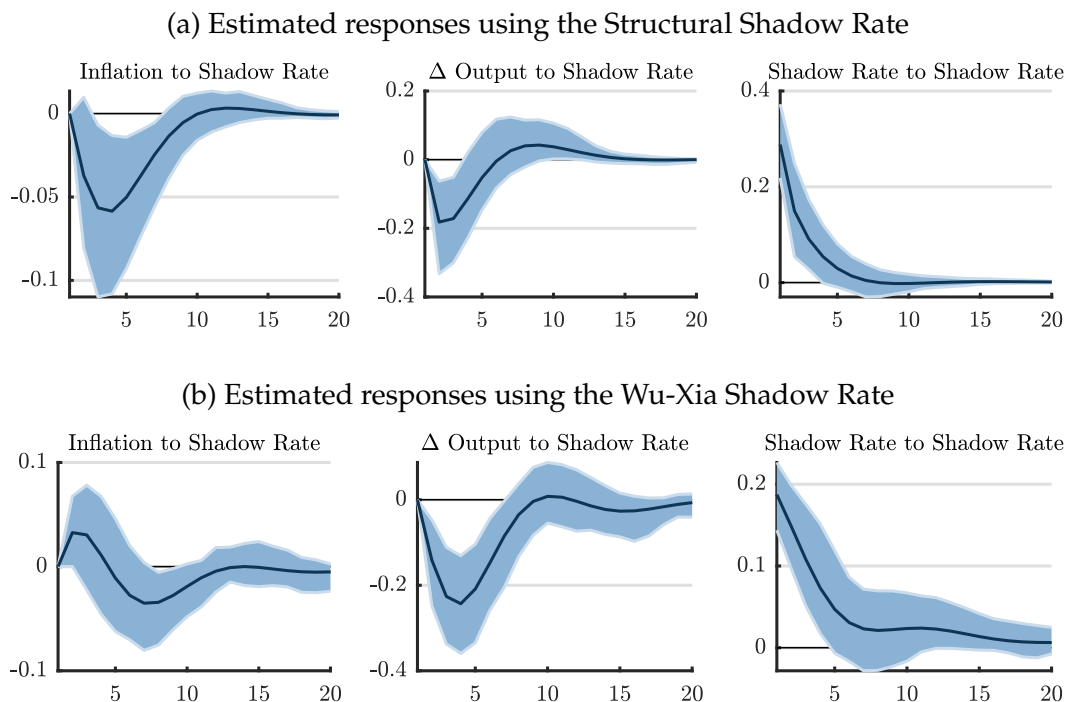 (a) Estimated responses using the Structural Shadow Rate
Inflation to Shadow Rate
0
-0.05
-0.1
5 10 15 20
Δ Output to Shadow Rate
0.2
0
-0.2
-0.4
5 10 15 20
Shadow Rate to Shadow Rate
0.4
0.2
0
5 10 15 20
(b) Estimated responses using the Wu-Xia Shadow Rate
Inflation to Shadow Rate
0.1
0
-0.1
5 10 15 20
Δ Output to Shadow Rate
0
-0.2
-0.4
5 10 15 20
Shadow Rate to Shadow Rate
0.2
0.1
0
5 10 15 20